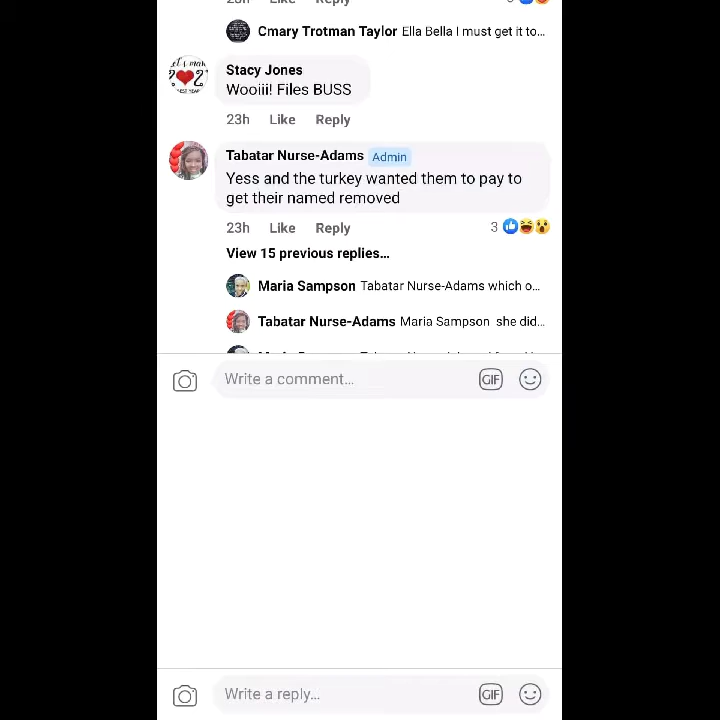 23h Like Reply
Cmary Trotman Taylor Ella Bella I must get it to...
Stacy Jones
Wooiii! Files BUSS
23h Like Reply
Tabatar Nurse-Adams Admin
Yess and the turkey wanted them to pay to
get their named removed
23h Like Reply 3
View 15 previous replies...
Maria Sampson Tabatar Nurse-Adams which o...
Tabatar Nurse-Adams Maria Sampson she did...
Write a comment... GIF
Write a reply... GIF